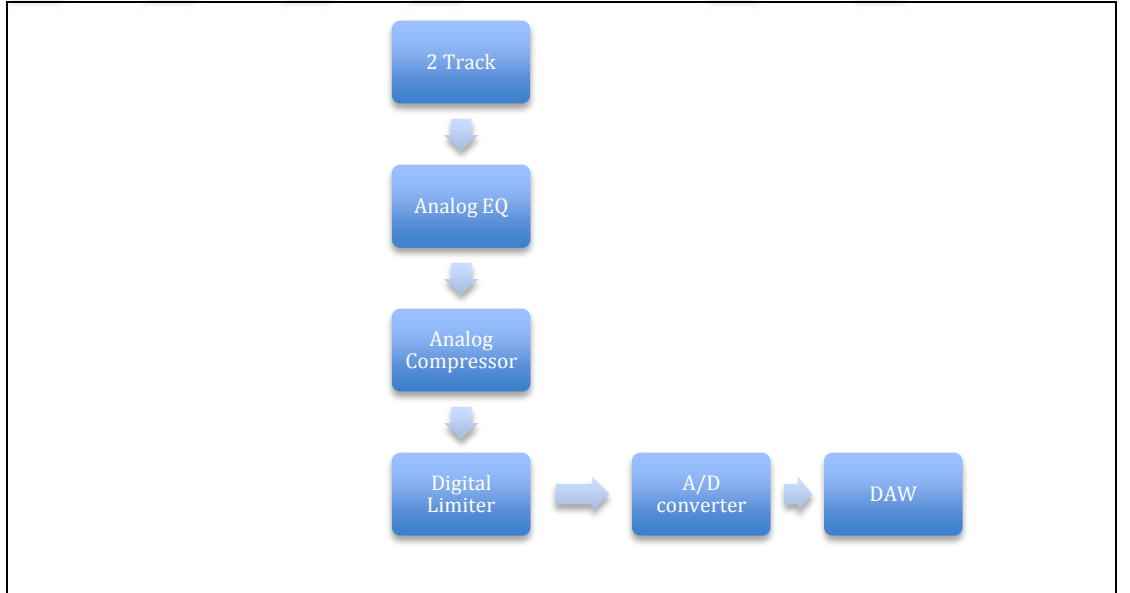 2 Track
Analog EQ
Analog
Compressor
Digital
Limiter
A/D
converter
DAW